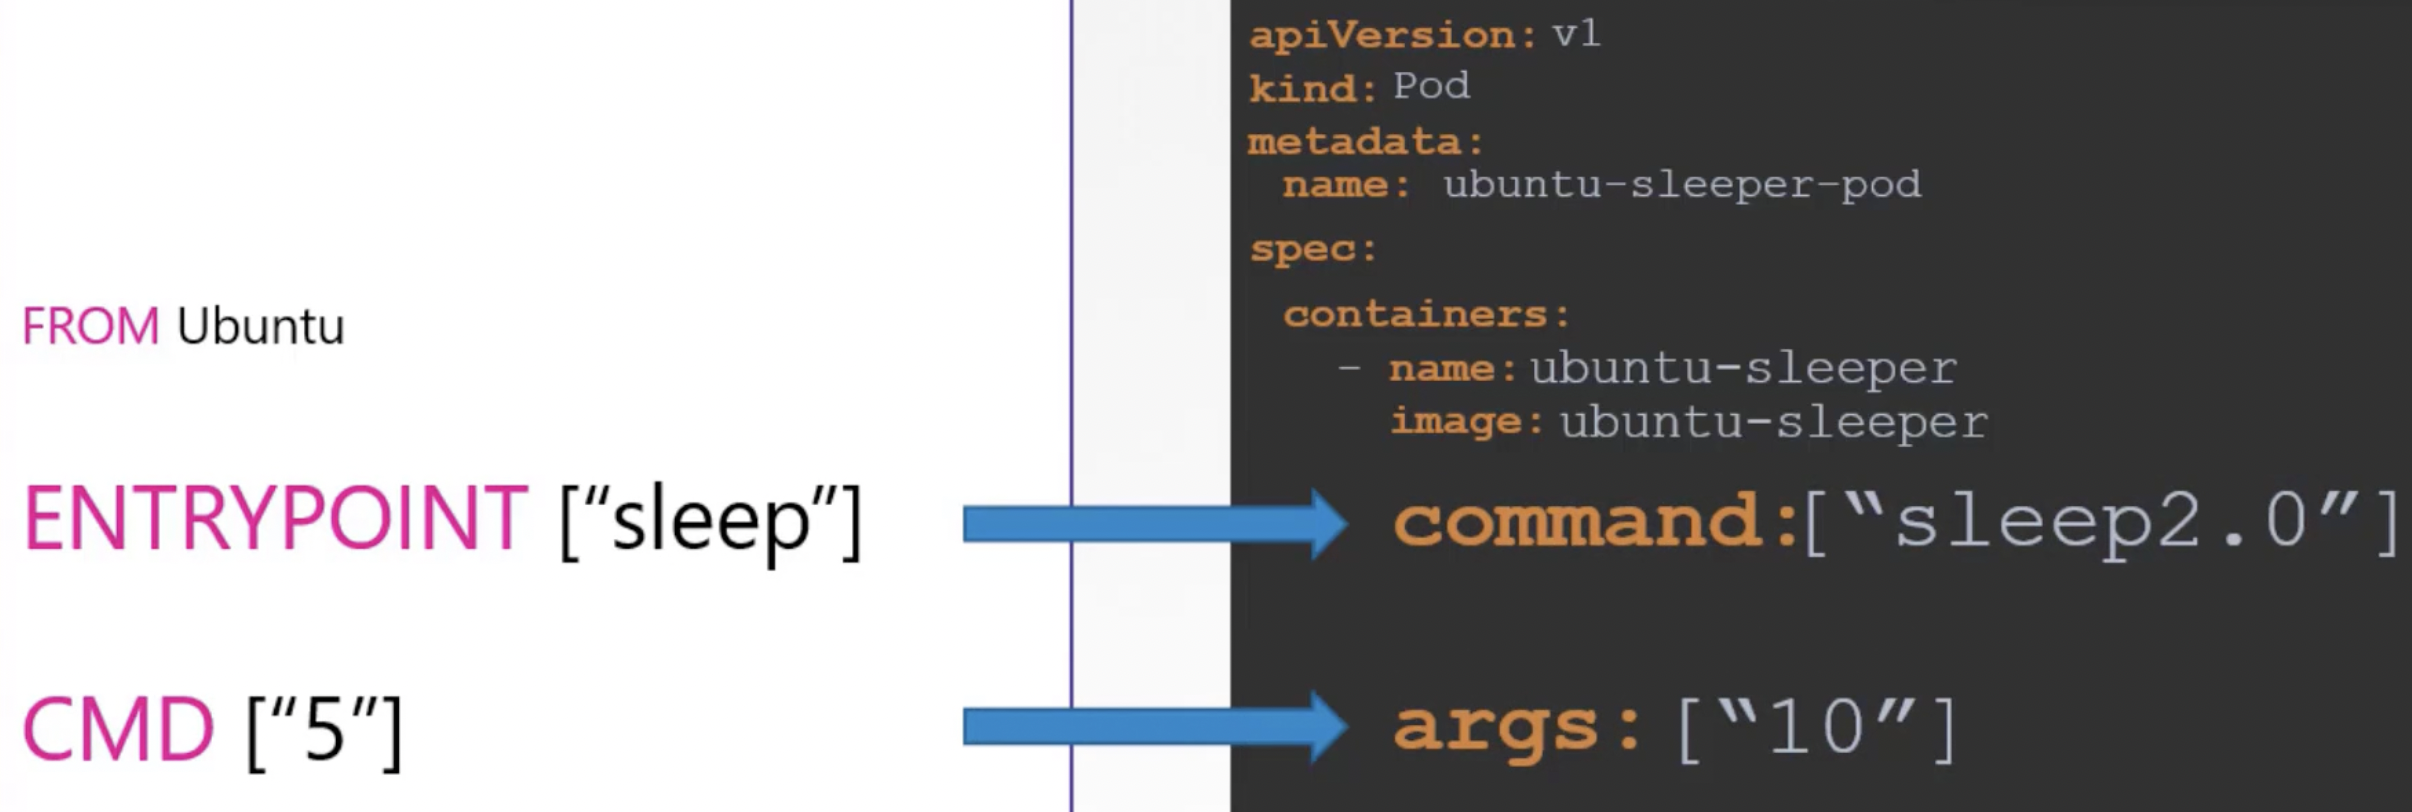 FROM Ubuntu
ENTRYPOINT [“sleep”]
CMD [“5”]
apiVersion: v1
kind: Pod
metadata:
name: ubuntu-sleeper-pod
spec:
containers:
- name: ubuntu-sleeper
image: ubuntu-sleeper
command:[“sleep2.0”]
args: [“10”]